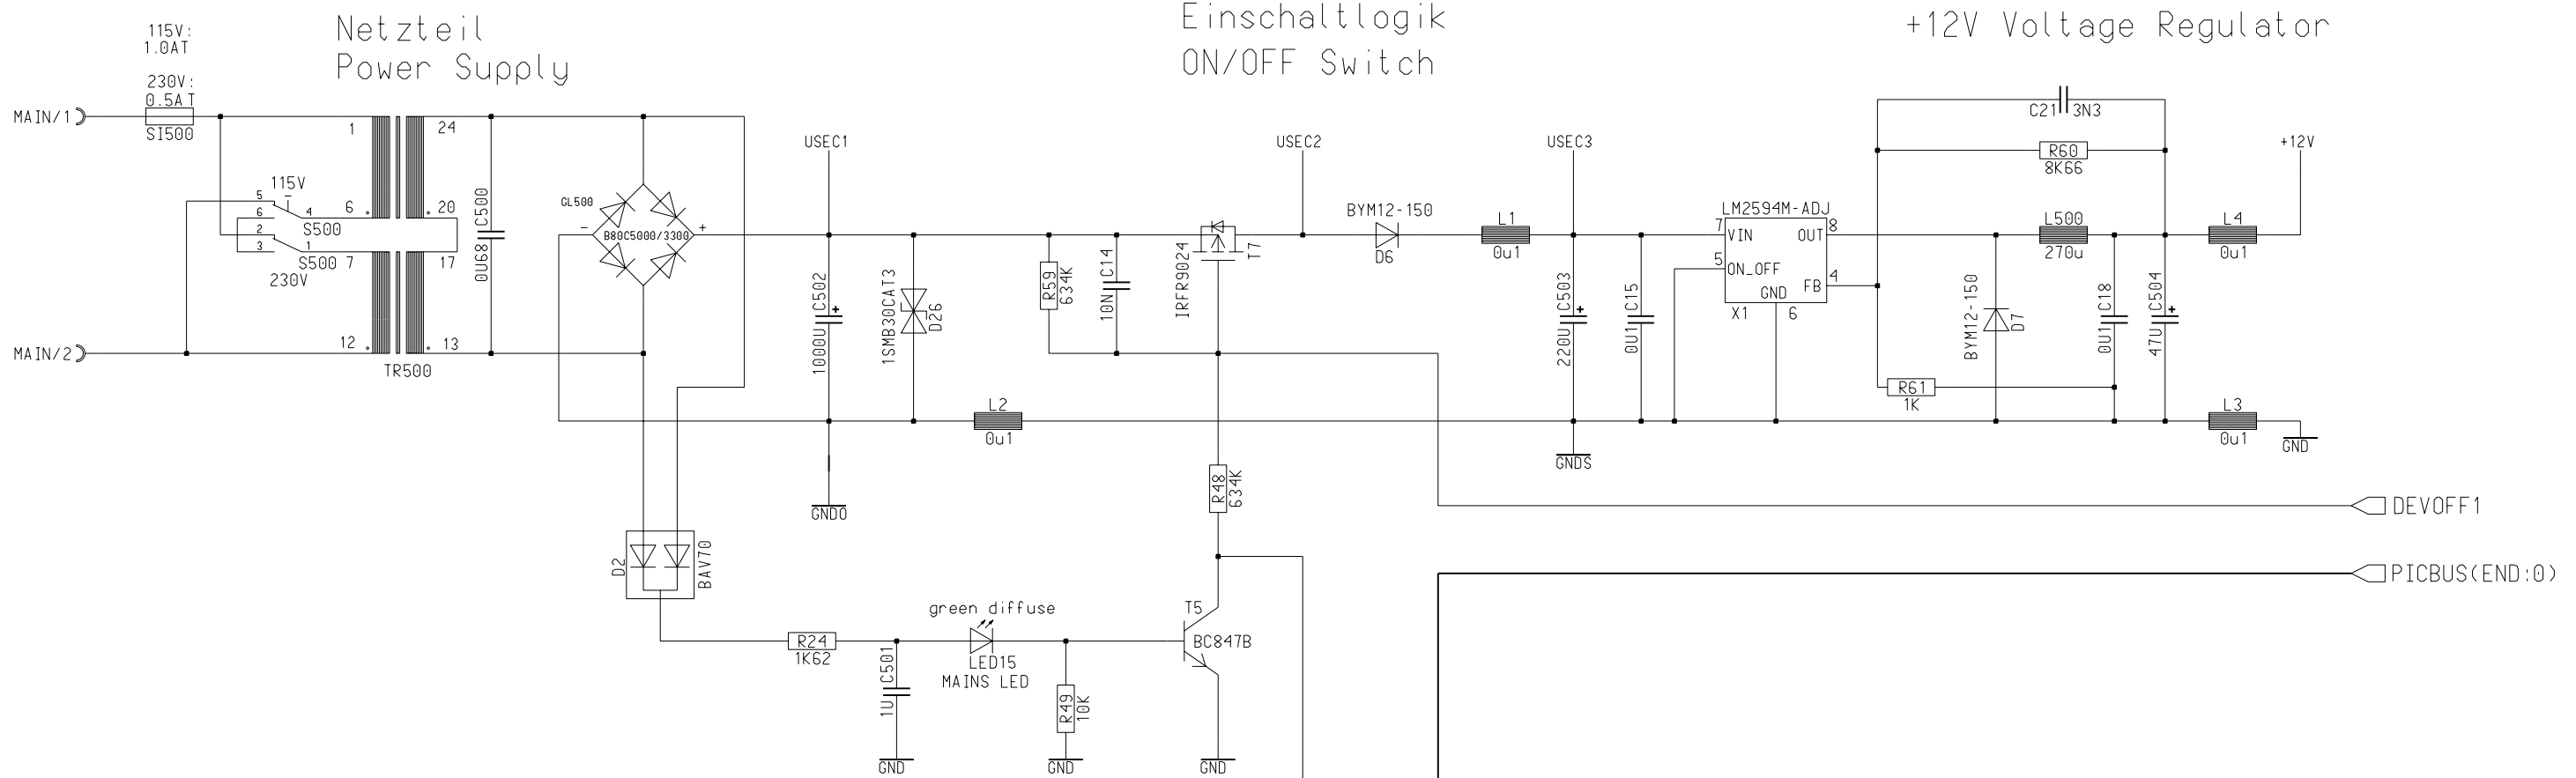 Netzteil
Power Supply
Einschaltlogik
ON/OFF Switch
+12V Voltage Regulator
115V:
1.0AT
230V:
0.5AT
MAIN/1
SI500
1
24
115V
5
6
4
6
20
S500
2
3
1
S500
7
17
230V
MAIN/2
12
13
TR500
0U68
C500
GL500
B80C5000/3300
-
+
USEC1
1000U
C502
+
1SMB30CAT3
D26
R59
634K
10N
C14
IRFR9024
T7
USEC2
BYM12-150
D6
L1
0u1
USEC3
220U
C503
+
0U1
C15
LM2594M-ADJ
7
VIN
OUT
8
5
ON_OFF
FB
4
GND
X1
6
C21
3N3
R60
8K66
L500
270u
L4
0u1
+12V
BYM12-150
D7
0U1
C18
47U
C504
+
R61
1K
L2
0u1
L3
0u1
GND
GNDS
GND0
R48
634K
DEVOFF1
PICBUS(END:0)
D2
BAV70
green diffuse
R24
1K62
1U
C501
LED15
MAINS LED
R49
10K
T5
BC847B
GND
GND
GND